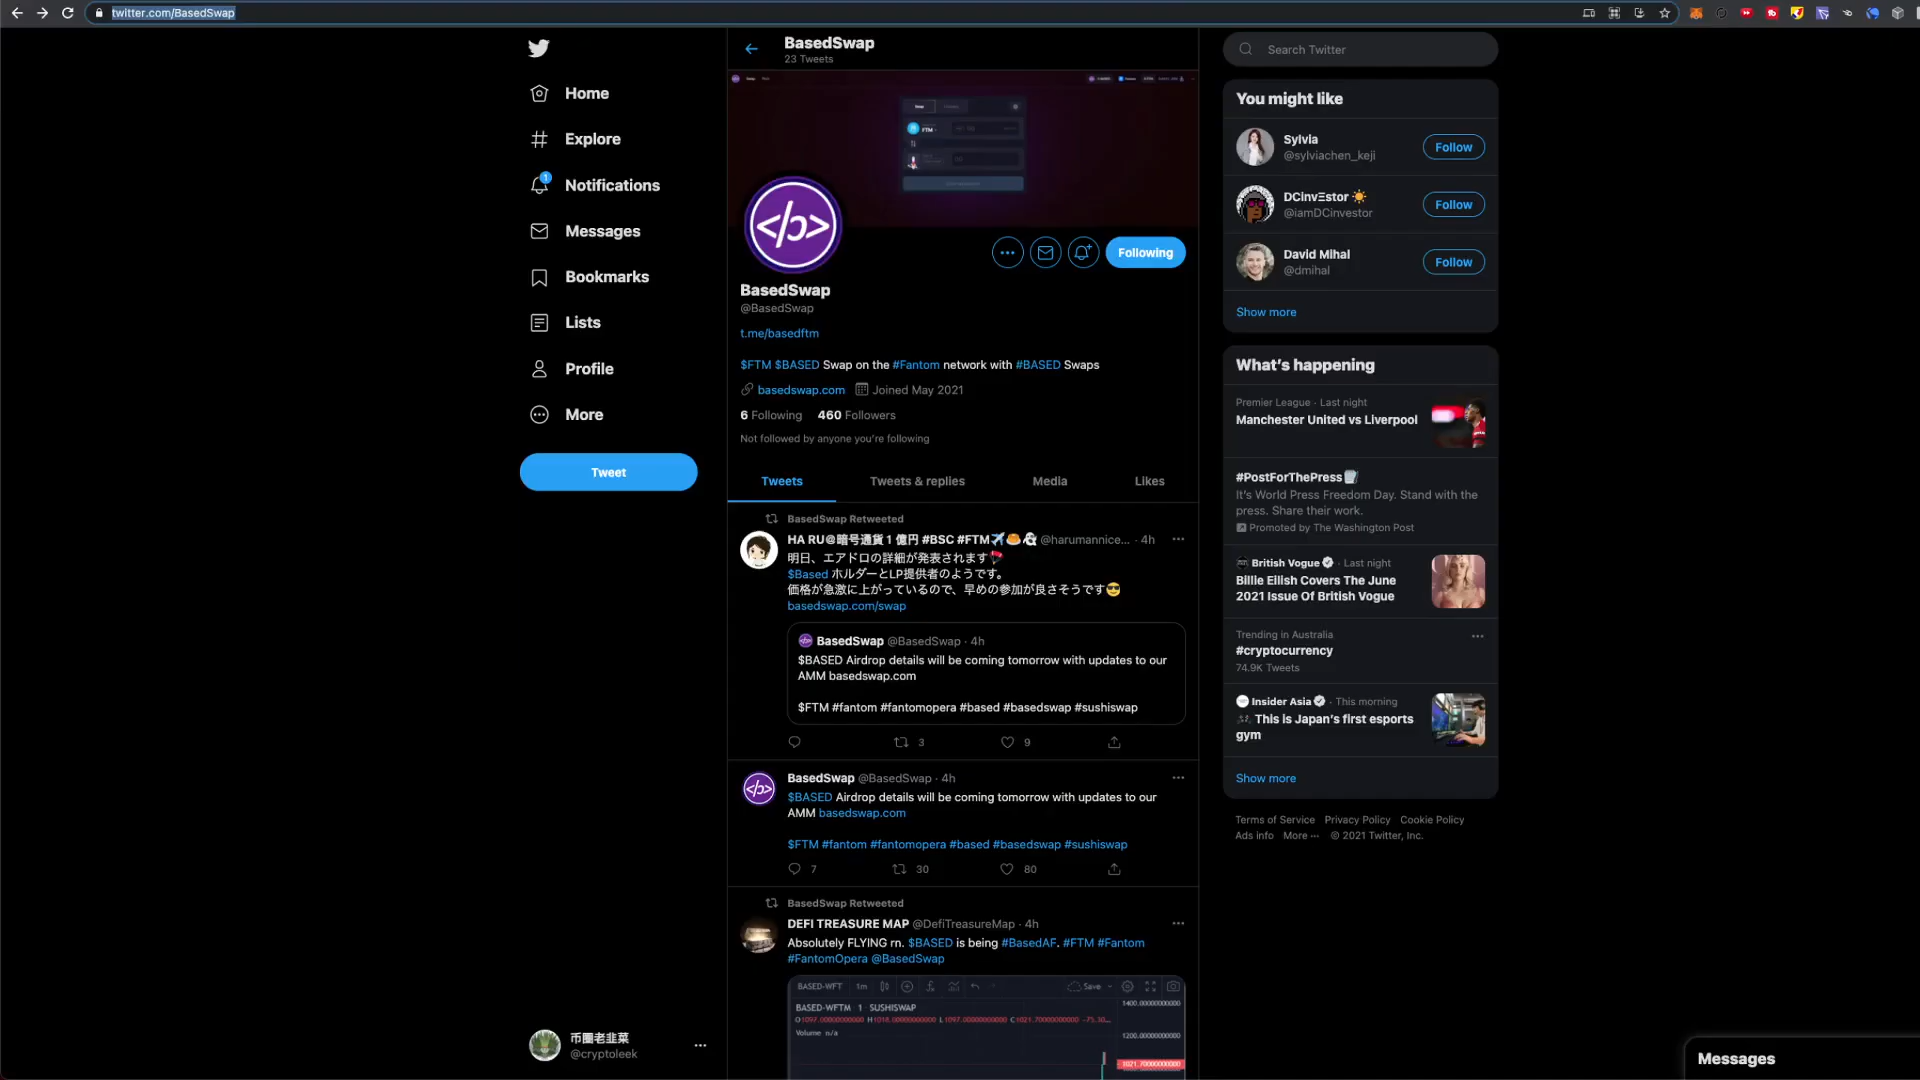 twitter.com/BasedSwap
Home
Explore
1
Notifications
Messages
Bookmarks
Lists
Profile
More
Tweet
币圈老韭菜
@cryptoleek
BasedSwap
23 Tweets
FTM
Following
BasedSwap
@BasedSwap
t.me/basedftm
$FTM $BASED Swap on the #Fantom network with #BASED Swaps
basedswap.com Joined May 2021
6 Following 460 Followers
Not followed by anyone you're following
Tweets Tweets & replies Media Likes
BasedSwap Retweeted
HA RU@暗号通貨1億円 #BSC #FTM✈️🥞👻 @harumannice... · 4h
明日、エアドロの詳細が発表されます🪂
$Based ホルダーとLP提供者のようです。
価格が急激に上がっているので、早めの参加が良さそうです😎
basedswap.com/swap
BasedSwap @BasedSwap · 4h
$BASED Airdrop details will be coming tomorrow with updates to our
AMM basedswap.com
$FTM #fantom #fantomopera #based #basedswap #sushiswap
3 9
BasedSwap @BasedSwap · 4h
$BASED Airdrop details will be coming tomorrow with updates to our
AMM basedswap.com
$FTM #fantom #fantomopera #based #basedswap #sushiswap
7 30 80
BasedSwap Retweeted
DEFI TREASURE MAP @DefiTreasureMap · 4h
Absolutely FLYING rn. $BASED is being #BasedAF. #FTM #Fantom
#FantomOpera @BasedSwap
BASED-WFT 1m Save
BASED-WFTM 1 SUSHISWAP
Volume n/a
1400.0000000000
1200.0000000000
1021.7000000000
Search Twitter
You might like
Sylvia
@sylviachen_keji
Follow
DCinvΞstor ☀️
@iamDCinvestor
Follow
David Mihal
@dmihal
Follow
Show more
What's happening
Premier League · Last night
Manchester United vs Liverpool
#PostForThePress
It's World Press Freedom Day. Stand with the
press. Share their work.
Promoted by The Washington Post
British Vogue · Last night
Billie Eilish Covers The June
2021 Issue Of British Vogue
Trending in Australia
#cryptocurrency
74.9K Tweets
Insider Asia · This morning
🎮 This is Japan's first esports
gym
Show more
Terms of Service Privacy Policy Cookie Policy
Ads info More ··· © 2021 Twitter, Inc.
Messages